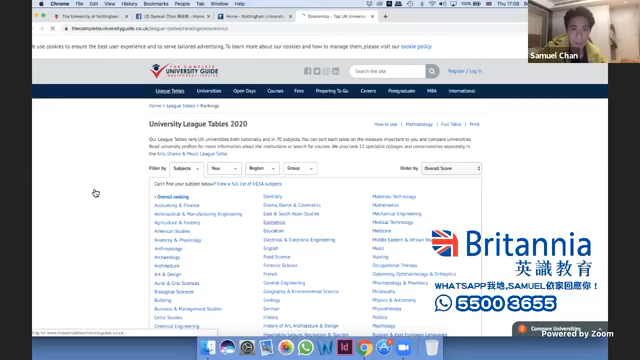 Chrome File Edit View History Bookmarks People Window Help
Thu 17:06
The University of Nottingham
(2) Samuel Chan
Home - Nottingham University
Economics - Top UK Universit
thecompleteuniversityguide.co.uk/league-tables/rankings/economics
use cookies to ensure the best user experience and to serve tailored advertising. To learn more about our cookies and how to manage them, please visit our cookie policy
Samuel Chan
THE COMPLETE
UNIVERSITY GUIDE
Search the site
Register / Log in
League Tables Universities Open Days Courses Fees Preparing To Go Careers Postgraduate MBA International
Home > League Tables > Rankings
University League Tables 2020
How to use | Methodology | Full Table | Print
Our League Tables rank UK universities both nationally and in 70 subjects. You can sort each table on the measure important to you and compare universities.
Read university profiles for more information about the institutions or search for courses. We also rank 12 specialist colleges and conservatories separately in
the Arts, Drama & Music League Table.
Filter by Subjects Year Region Group Order by Overall Score
Can't find your subject below? View a full list of HESA subjects
Overall ranking
Accounting & Finance
Aeronautical & Manufacturing Engineering
Agriculture & Forestry
American Studies
Anatomy & Physiology
Anthropology
Archaeology
Architecture
Art & Design
Aural & Oral Sciences
Biological Sciences
Building
Business & Management Studies
Celtic Studies
Chemical Engineering
Dentistry
Drama, Dance & Cinematics
East & South Asian Studies
Economics
Education
Electrical & Electronic Engineering
English
Food Science
Forensic Science
French
General Engineering
Geography & Environmental Science
Geology
German
History
History of Art, Architecture & Design
Materials Technology
Mathematics
Mechanical Engineering
Medical Technology
Medicine
Middle Eastern & African Studies
Music
Nursing
Occupational Therapy
Optometry, Ophthalmology & Orthoptics
Pharmacology & Pharmacy
Philosophy
Physics & Astronomy
Physiotherapy
Politics
Britannia
英識教育
WHATSAPP我地,SAMUEL依家回應你!
5500 3655
Compare Universities
Powered by Zoom